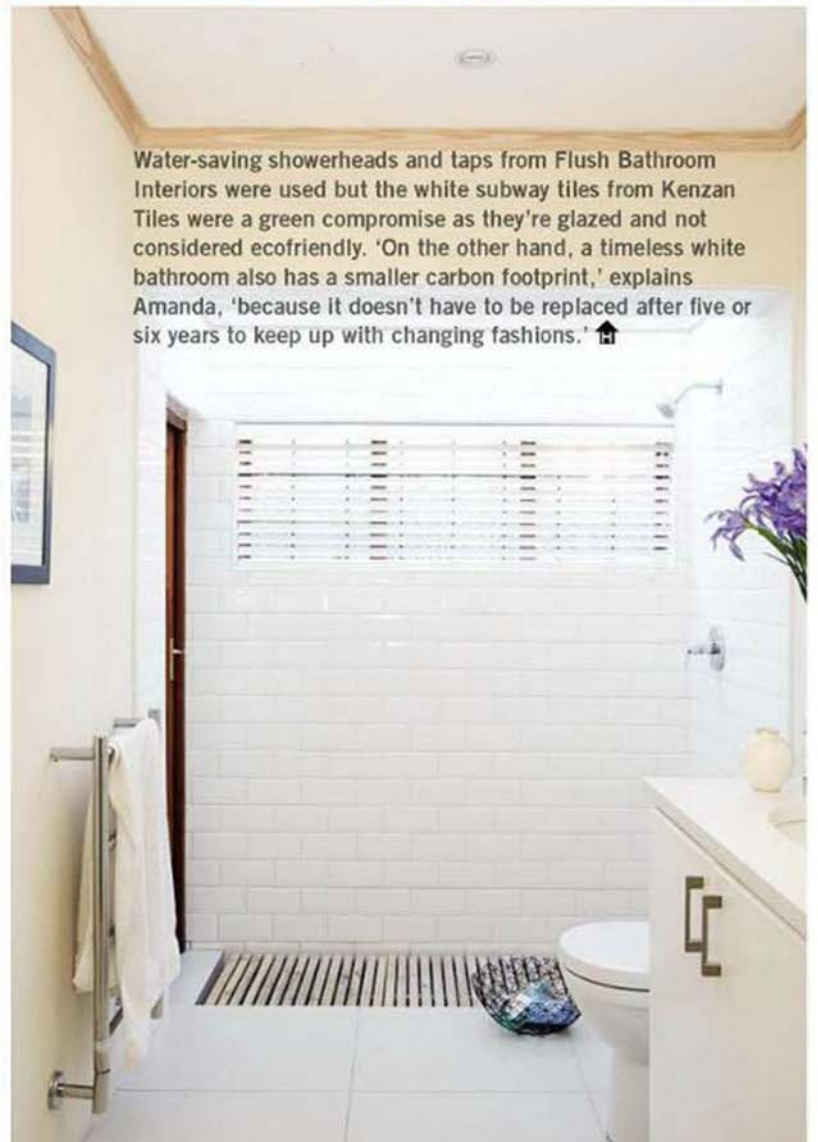 Water-saving showerheads and taps from Flush Bathroom
Interiors were used but the white subway tiles from Kenzan
Tiles were a green compromise as they're glazed and not
considered ecofriendly. ‘On the other hand, a timeless white
bathroom also has a smaller carbon footprint,’ explains
Amanda, ‘because it doesn't have to be replaced after five or
six years to keep up with changing fashions.’ H